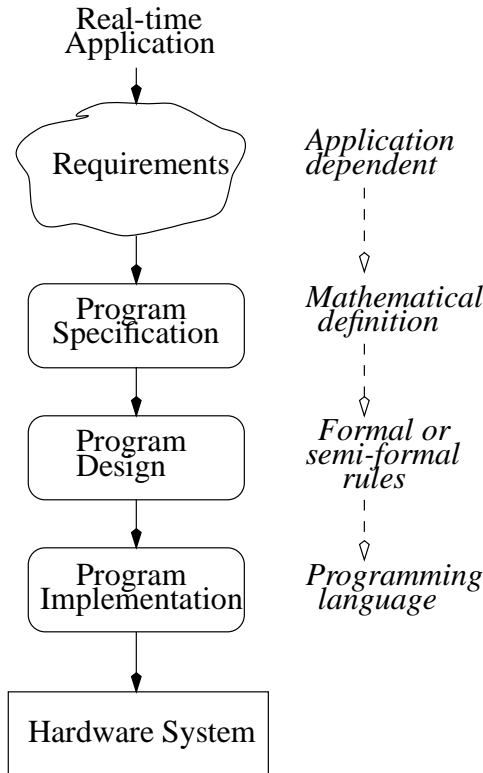 Real-time
Application
Requirements
Application
dependent
Program
Specification
Mathematical
definition
Program
Design
Formal or
semi-formal
rules
Program
Implementation
Programming
language
Hardware System